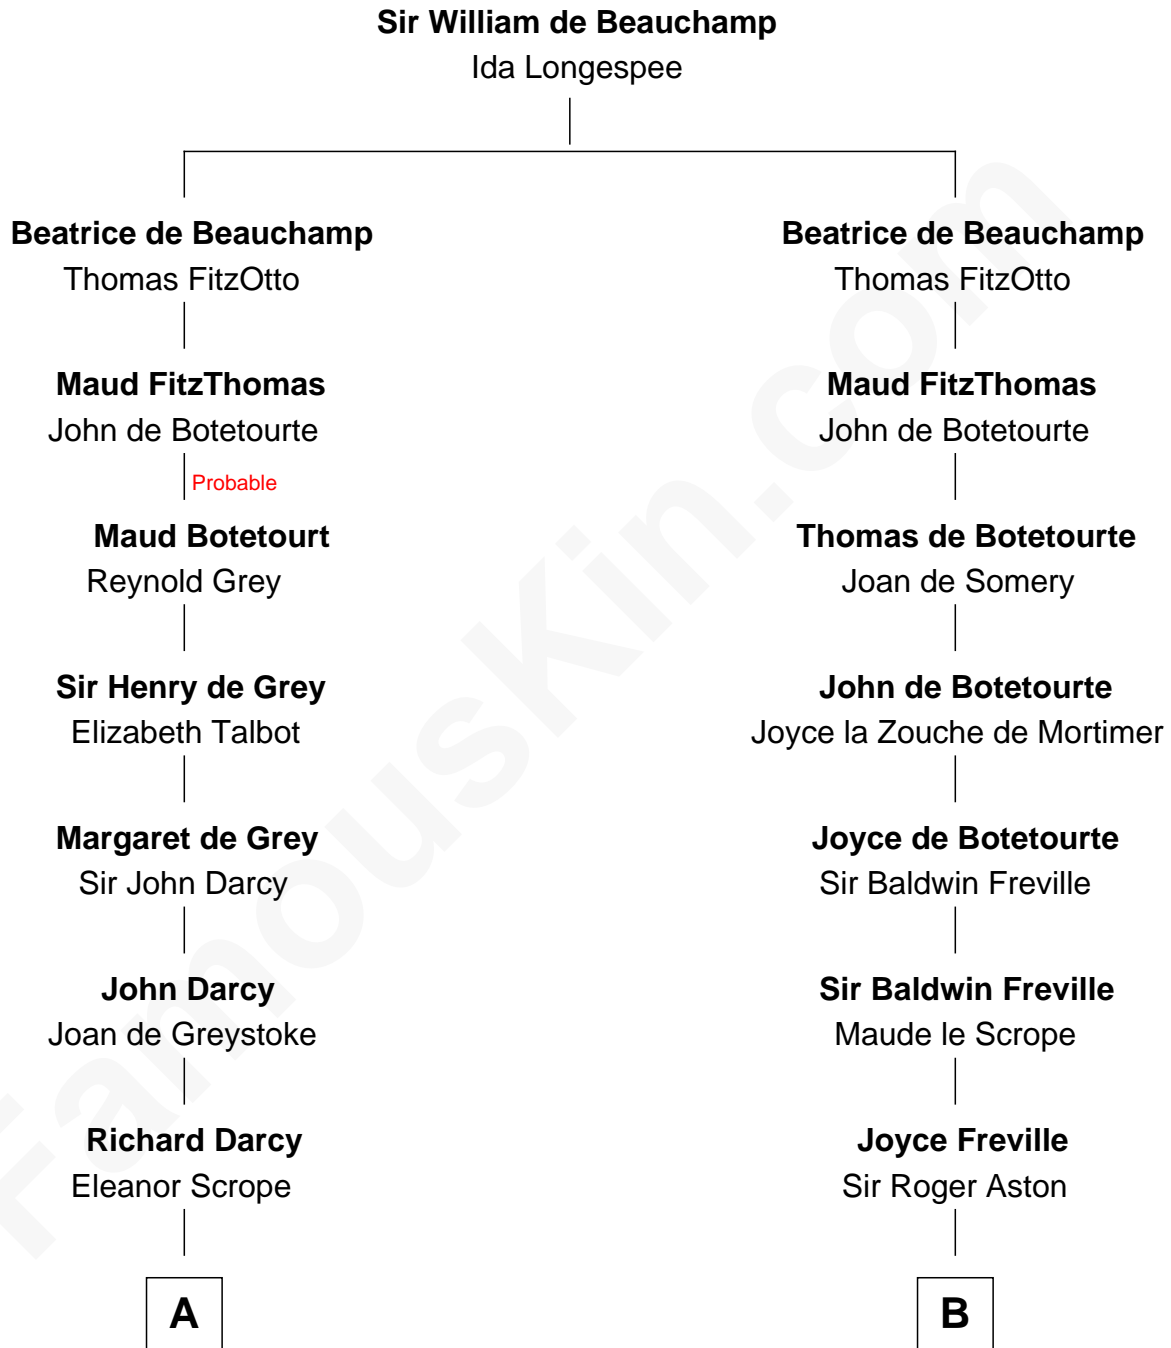 Sir William de Beauchamp
Ida Longespee
Beatrice de Beauchamp
Thomas FitzOtto
Maud FitzThomas
John de Botetourte
Probable
Maud Botetourt
Reynold Grey
Sir Henry de Grey
Elizabeth Talbot
Margaret de Grey
Sir John Darcy
John Darcy
Joan de Greystoke
Richard Darcy
Eleanor Scrope
A
Beatrice de Beauchamp
Thomas FitzOtto
Maud FitzThomas
John de Botetourte
Thomas de Botetourte
Joan de Somery
John de Botetourte
Joyce la Zouche de Mortimer
Joyce de Botetourte
Sir Baldwin Freville
Sir Baldwin Freville
Maude le Scrope
Joyce Freville
Sir Roger Aston
B
FamousKin.com